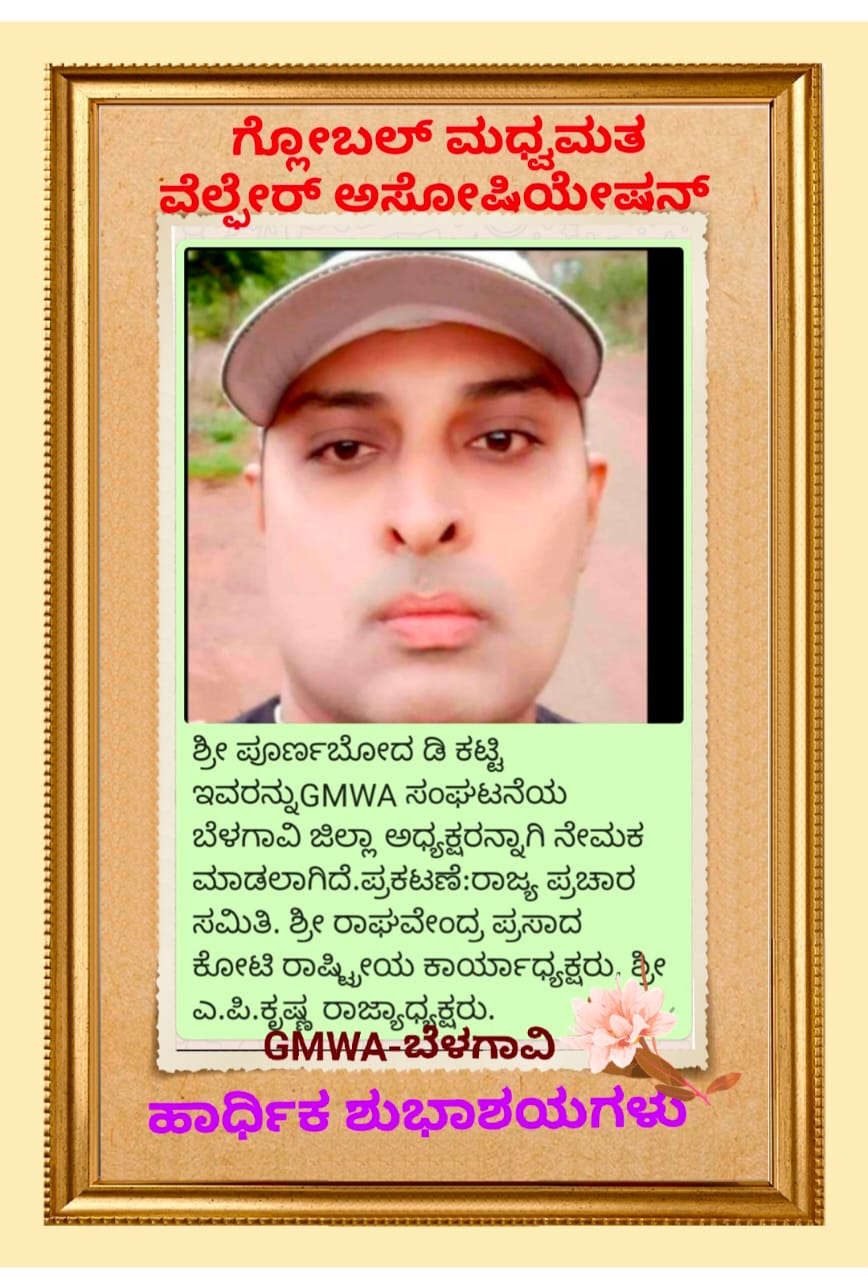 ಗ್ಲೋಬಲ್ ಮಧ್ವಮತ
ವೆಲ್ಫೇರ್ ಅಸೋಷಿಯೇಷನ್
ಶ್ರೀ ಪೂರ್ಣಬೋದ ಡಿ ಕಟ್ಟಿ
ಇವರನ್ನುGMWA ಸಂಘಟನೆಯ
ಬೆಳಗಾವಿ ಜಿಲ್ಲಾ ಅಧ್ಯಕ್ಷರನ್ನಾಗಿ ನೇಮಕ
ಮಾಡಲಾಗಿದೆ.ಪ್ರಕಟಣೆ:ರಾಜ್ಯ ಪ್ರಚಾರ
ಸಮಿತಿ. ಶ್ರೀ ರಾಘವೇಂದ್ರ ಪ್ರಸಾದ
ಕೋಟಿ ರಾಷ್ಟ್ರೀಯ ಕಾರ್ಯಾಧ್ಯಕ್ಷರು, ಶ್ರೀ
ಎ.ಪಿ.ಕೃಷ್ಣ ರಾಜ್ಯಾಧ್ಯಕ್ಷರು.
GMWA-ಬೆಳಗಾವಿ
ಹಾರ್ಧಿಕ ಶುಭಾಶಯಗಳು